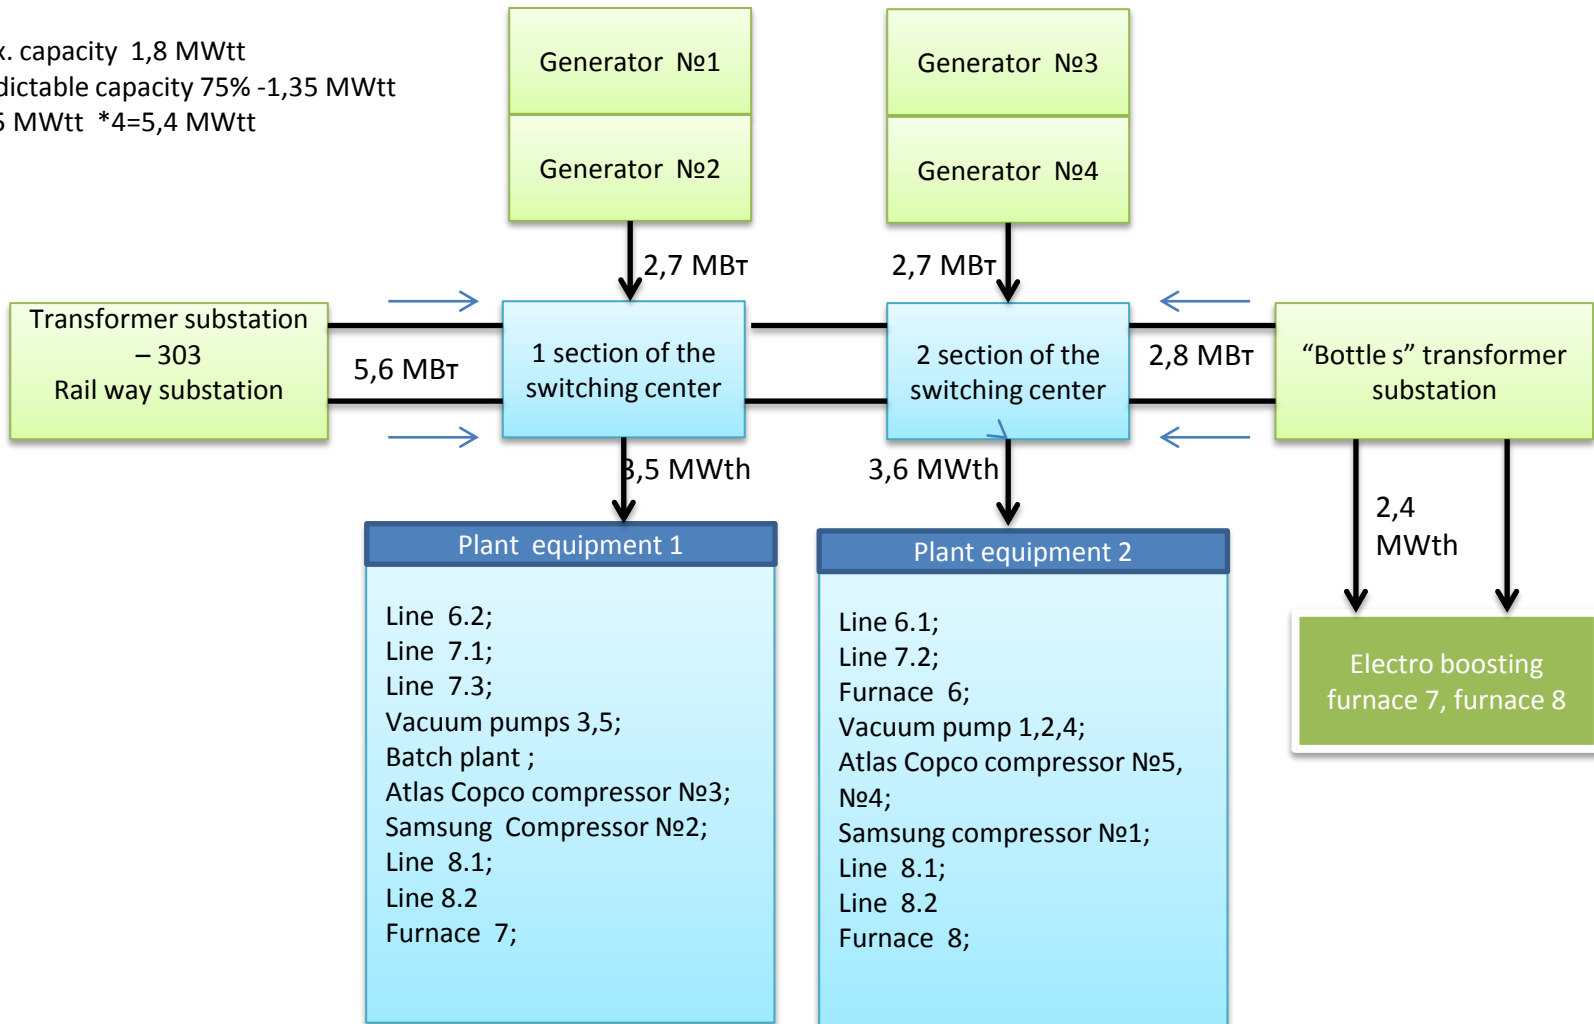 x. capacity 1,8 MWtt
dictable capacity 75% -1,35 MWtt
5 MWtt *4=5,4 MWtt
Generator №1
Generator №2
Generator №3
Generator №4
2,7 МВт
2,7 МВт
Transformer substation
– 303
Rail way substation
5,6 МВт
1 section of the
switching center
2 section of the
switching center
2,8 МВт
“Bottle s” transformer
substation
3,5 MWth
3,6 MWth
2,4
MWth
Plant equipment 1
Line 6.2;
Line 7.1;
Line 7.3;
Vacuum pumps 3,5;
Batch plant ;
Atlas Copco compressor №3;
Samsung Compressor №2;
Line 8.1;
Line 8.2
Furnace 7;
Plant equipment 2
Line 6.1;
Line 7.2;
Furnace 6;
Vacuum pump 1,2,4;
Atlas Copco compressor №5,
№4;
Samsung compressor №1;
Line 8.1;
Line 8.2
Furnace 8;
Electro boosting
furnace 7, furnace 8